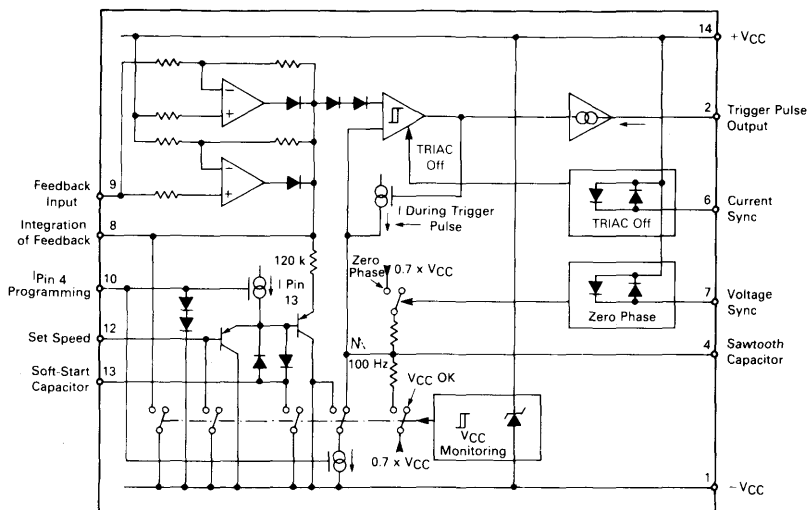 14
+VCC
2
Trigger Pulse
Output
TRIAC
Off
Feedback
Input
9
6
Current
Sync
I During Trigger
Pulse
TRIAC Off
Integration
of Feedback
8
120 k
Zero
Phase
0.7 x VCC
IPin 4
Programming
10
I Pin
13
7
Voltage
Sync
Zero Phase
Set Speed
12
4
Sawtooth
Capacitor
100 Hz
Soft-Start
Capacitor
13
VCC OK
VCC
Monitoring
0.7 x VCC
1
-VCC